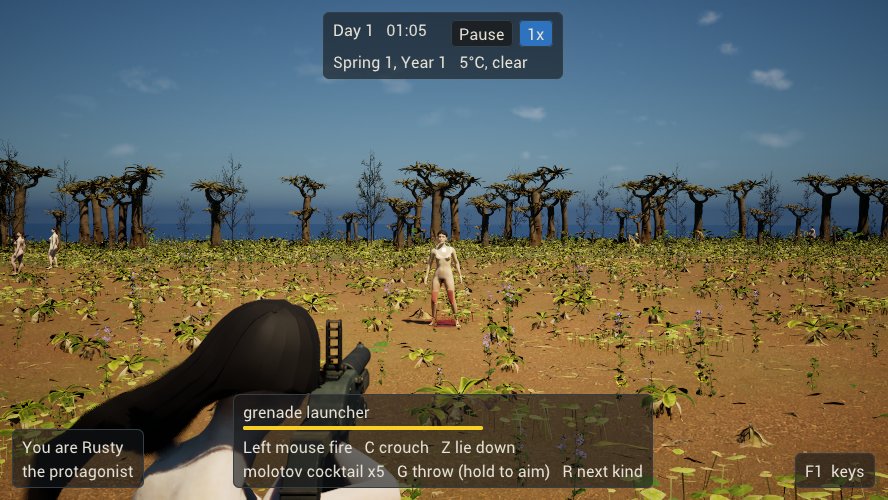 Day 1 01:05 Pause 1x
Spring 1, Year 1 5°C, clear
grenade launcher
Left mouse fire C crouch Z lie down
molotov cocktail x5 G throw (hold to aim) R next kind
You are Rusty
the protagonist
F1 keys